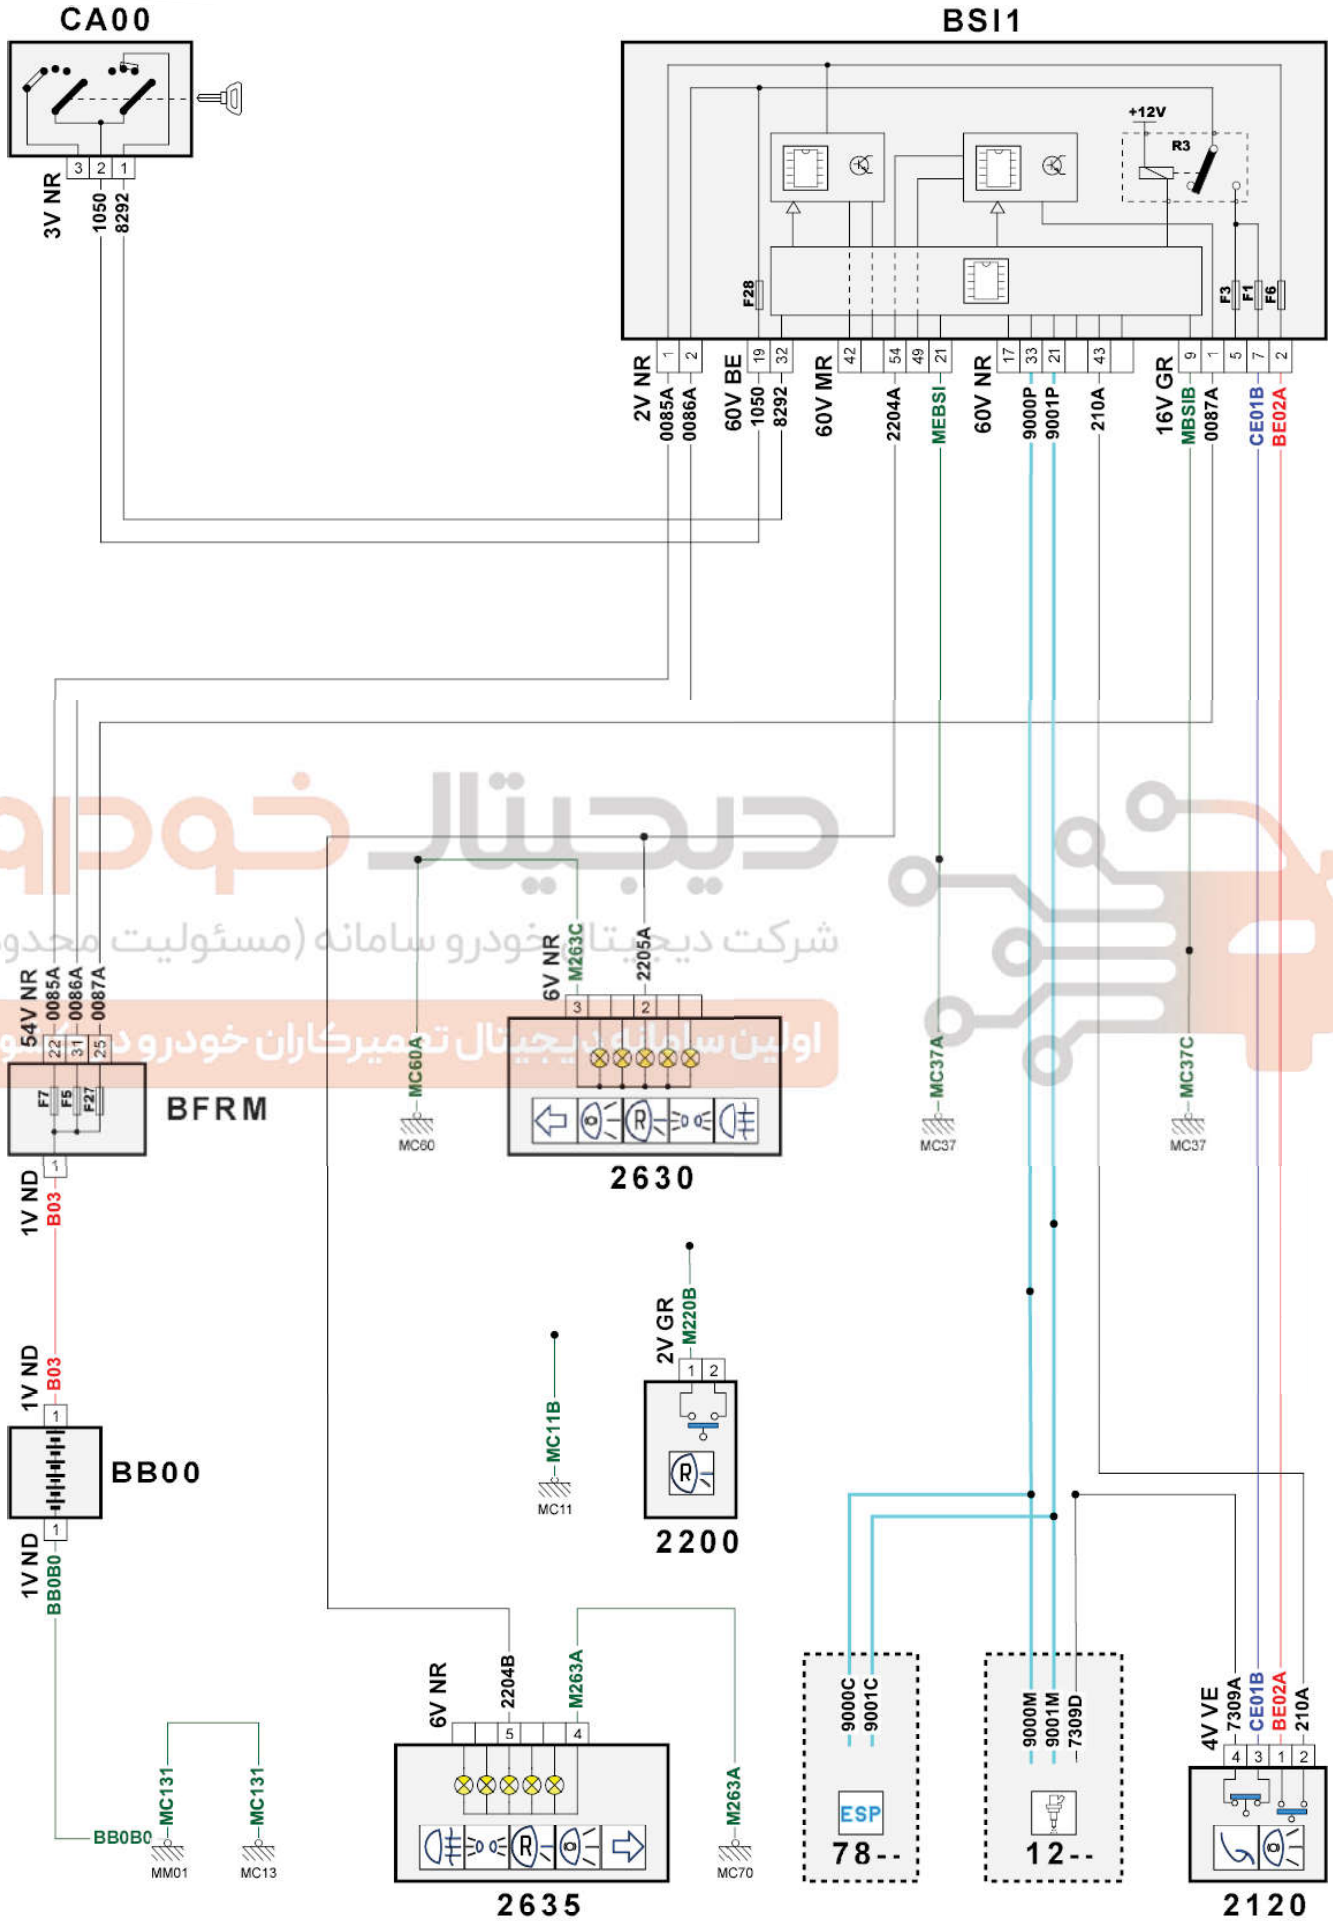 CA00
BSI1
+12V
R3
F28
F3
F1
F6
3 2 1
3V NR
1050
8292
1 2
19 32
42 54 49 21
17 33 21 43
9 1 5 7 2
2V NR
0085A
0086A
60V BE
1050
8292
60V MR
2204A
MEBSI
60V NR
9000P
9001P
210A
16V GR
MBSIB
0087A
CE01B
BE02A
دیجیتال خودرو
شرکت دیجیتال خودرو سامانه (مسئولیت
اولین سامانه دیجیتال تعمیرکاران خودرو
54V NR
0085A
0086A
0087A
22 31 25
F7
F5
F27
BFRM
1
1V ND
B03
6V NR
M263C
2205A
3 2
R
2630
MC60A
MC60
MC37A
MC37
MC37C
MC37
1V ND
B03
1
BB00
1
1V ND
BB0B0
BB0B0
MC131
MM01
MC131
MC13
MC11B
MC11
2V GR
M220B
1 2
R
2200
6V NR
2204B
M263A
5 4
R
2635
M263A
MC70
9000C
9001C
ESP
78--
9000M
9001M
7309D
12--
4V VE
7309A
CE01B
BE02A
210A
4 3 1 2
2120